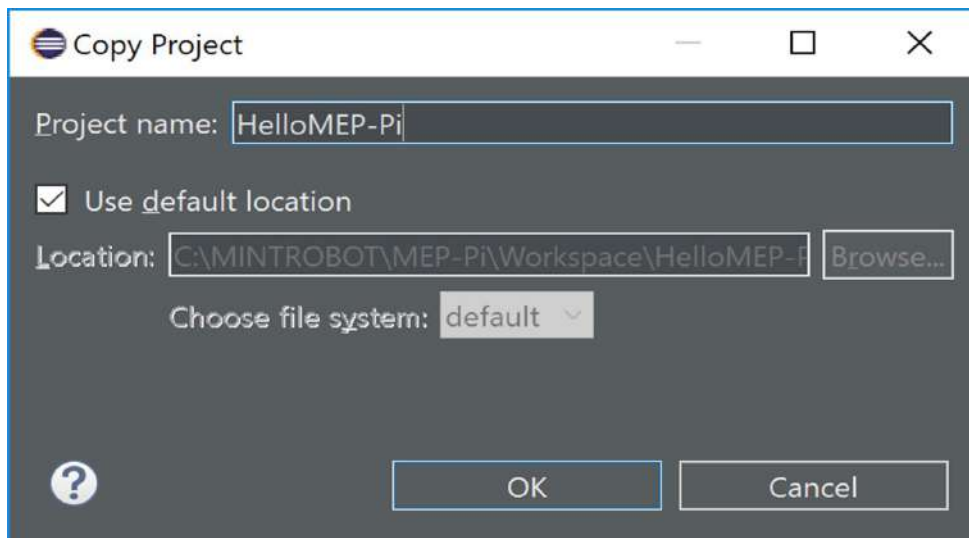 Copy Project
Project name: HelloMEP-Pi
Use default location
Location: C:\MINTROBOT\MEP-Pi\Workspace\HelloMEP-P Browse...
Choose file system: default
OK Cancel